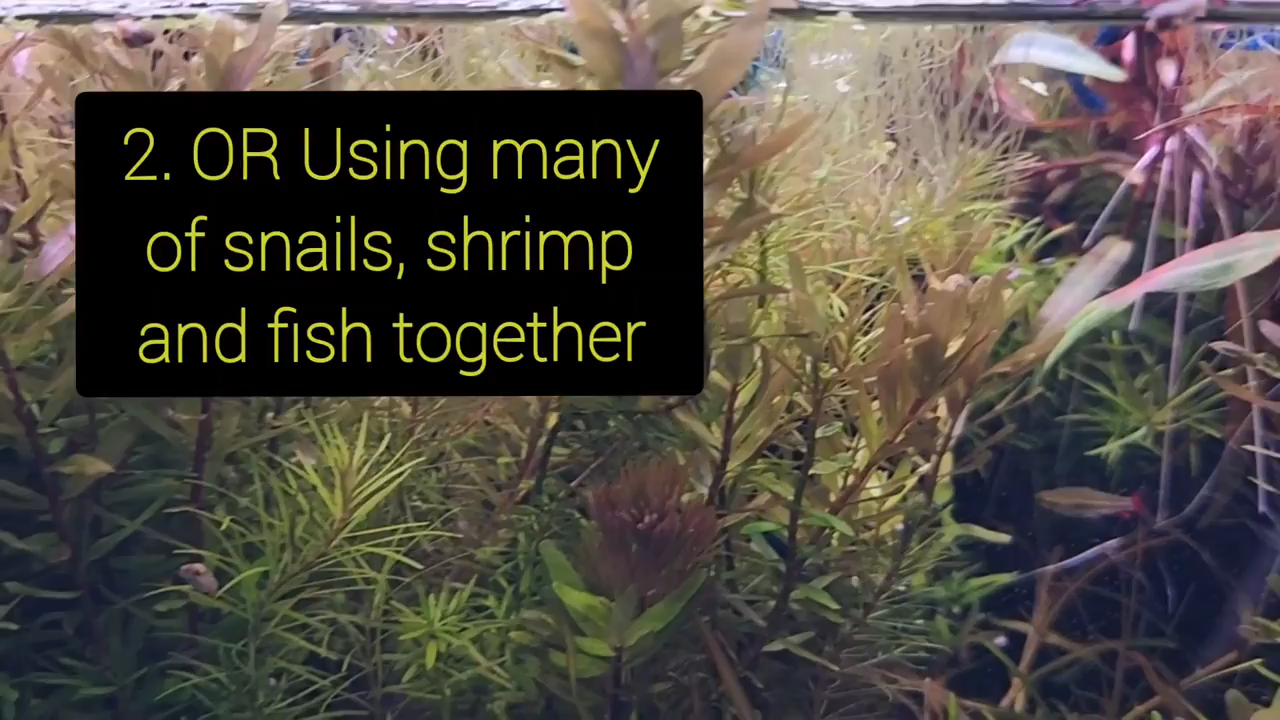 2. OR Using many
of snails, shrimp
and fish together